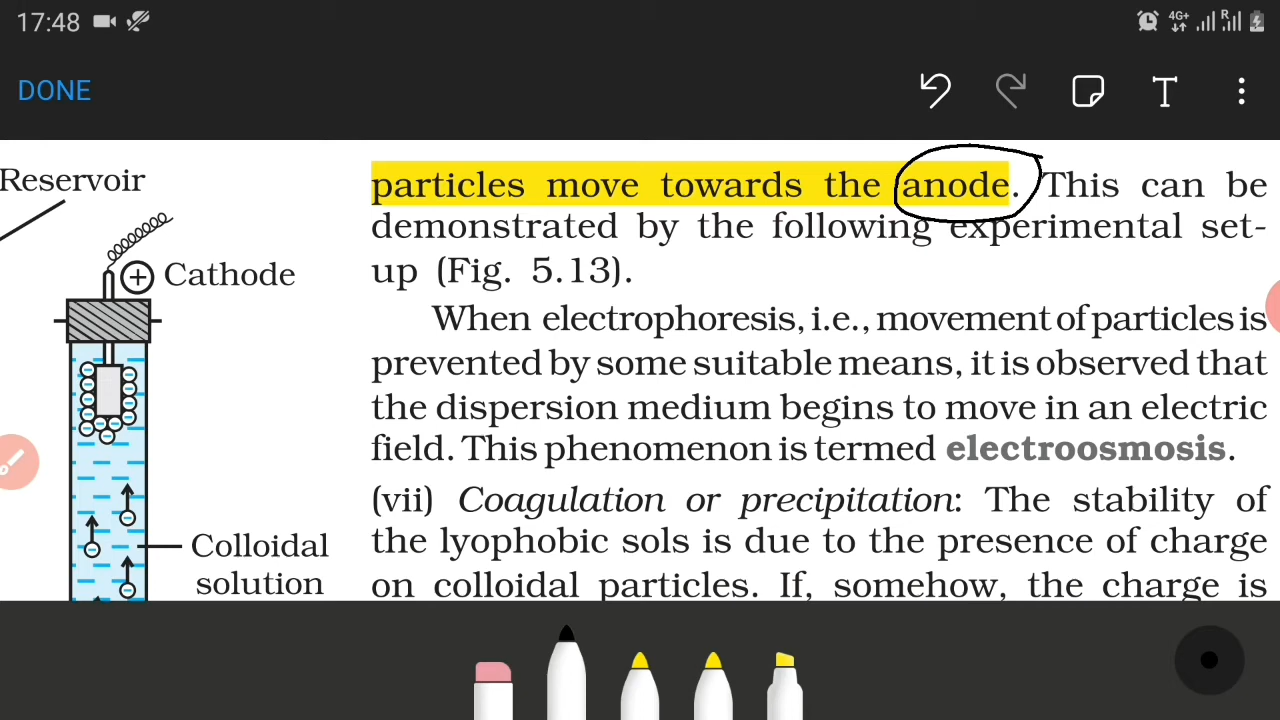 17:48
4G+
R
DONE
T
Reservoir
+ Cathode
Colloidal
solution
particles move towards the anode. This can be
demonstrated by the following experimental set-
up (Fig. 5.13).
When electrophoresis, i.e., movement of particles is
prevented by some suitable means, it is observed that
the dispersion medium begins to move in an electric
field. This phenomenon is termed electroosmosis.
(vii) Coagulation or precipitation: The stability of
the lyophobic sols is due to the presence of charge
on colloidal particles. If, somehow, the charge is